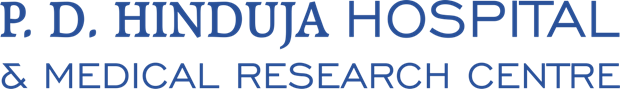 P. D. HINDUJA HOSPITAL
& MEDICAL RESEARCH CENTRE